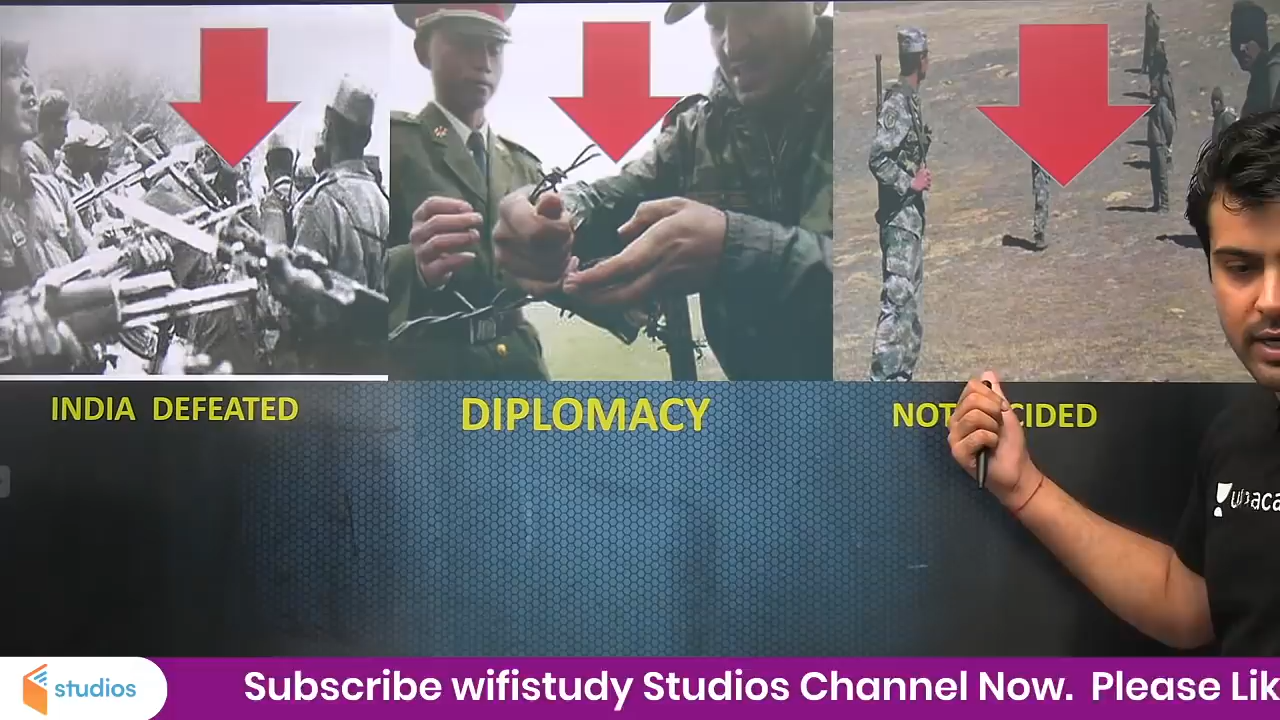 INDIA DEFEATED
DIPLOMACY
NOT CIDED
studios
Subscribe wifistudy Studios Channel Now. Please Lik